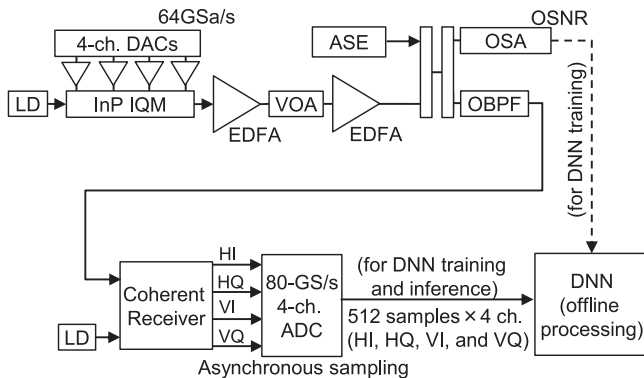 64GSa/s
4-ch. DACs
LD
InP IQM
EDFA
VOA
EDFA
ASE
OSA
OSNR
OBPF
(for DNN training)
HI
HQ
VI
VQ
Coherent
Receiver
LD
80-GS/s
4-ch.
ADC
Asynchronous sampling
(for DNN training
and inference)
512 samples × 4 ch.
(HI, HQ, VI, and VQ)
DNN
(offline
processing)